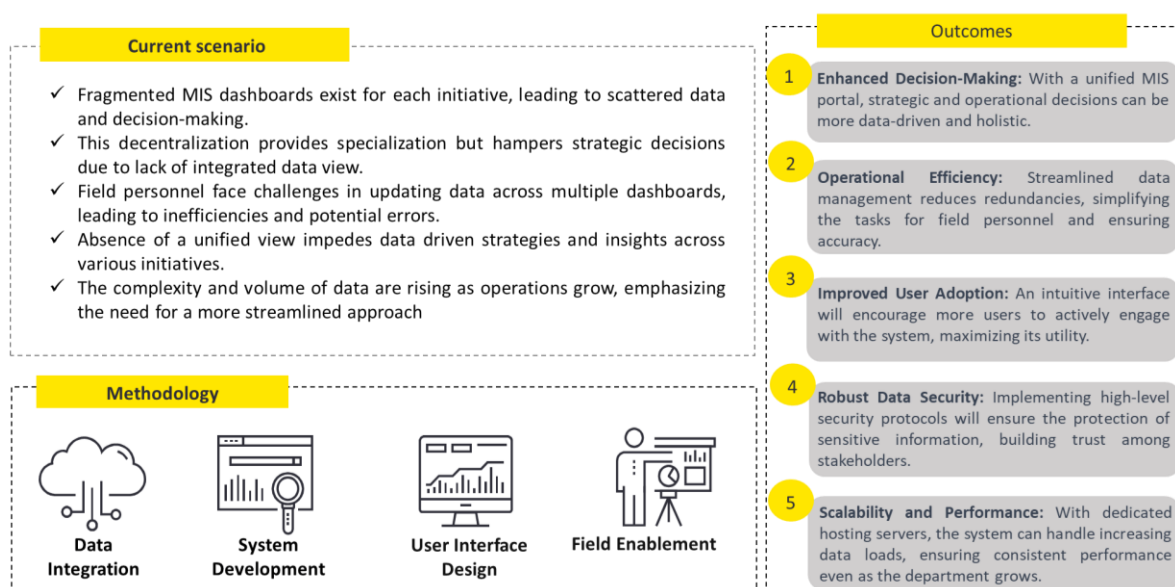 Current scenario
✓ Fragmented MIS dashboards exist for each initiative, leading to scattered data
and decision-making.
✓ This decentralization provides specialization but hampers strategic decisions
due to lack of integrated data view.
✓ Field personnel face challenges in updating data across multiple dashboards,
leading to inefficiencies and potential errors.
✓ Absence of a unified view impedes data driven strategies and insights across
various initiatives.
✓ The complexity and volume of data are rising as operations grow, emphasizing
the need for a more streamlined approach
Methodology
Data
Integration
System
Development
User Interface
Design
Field Enablement
Outcomes
1
Enhanced Decision-Making: With a unified MIS
portal, strategic and operational decisions can be
more data-driven and holistic.
2
Operational Efficiency: Streamlined data
management reduces redundancies, simplifying
the tasks for field personnel and ensuring
accuracy.
3
Improved User Adoption: An intuitive interface
will encourage more users to actively engage
with the system, maximizing its utility.
4
Robust Data Security: Implementing high-level
security protocols will ensure the protection of
sensitive information, building trust among
stakeholders.
5
Scalability and Performance: With dedicated
hosting servers, the system can handle increasing
data loads, ensuring consistent performance
even as the department grows.